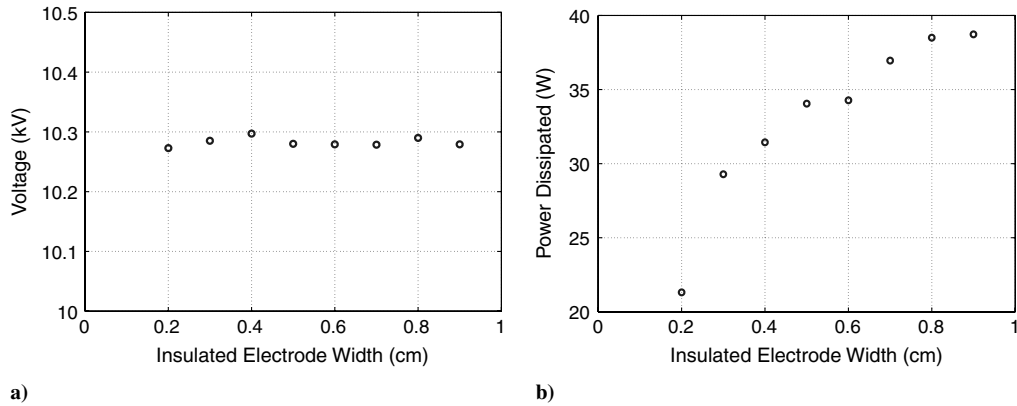 10.5
10.4
10.3
10.2
10.1
10
Voltage (kV)
0 0.2 0.4 0.6 0.8 1
Insulated Electrode Width (cm)
a)
40
35
30
25
20
Power Dissipated (W)
0 0.2 0.4 0.6 0.8 1
Insulated Electrode Width (cm)
b)